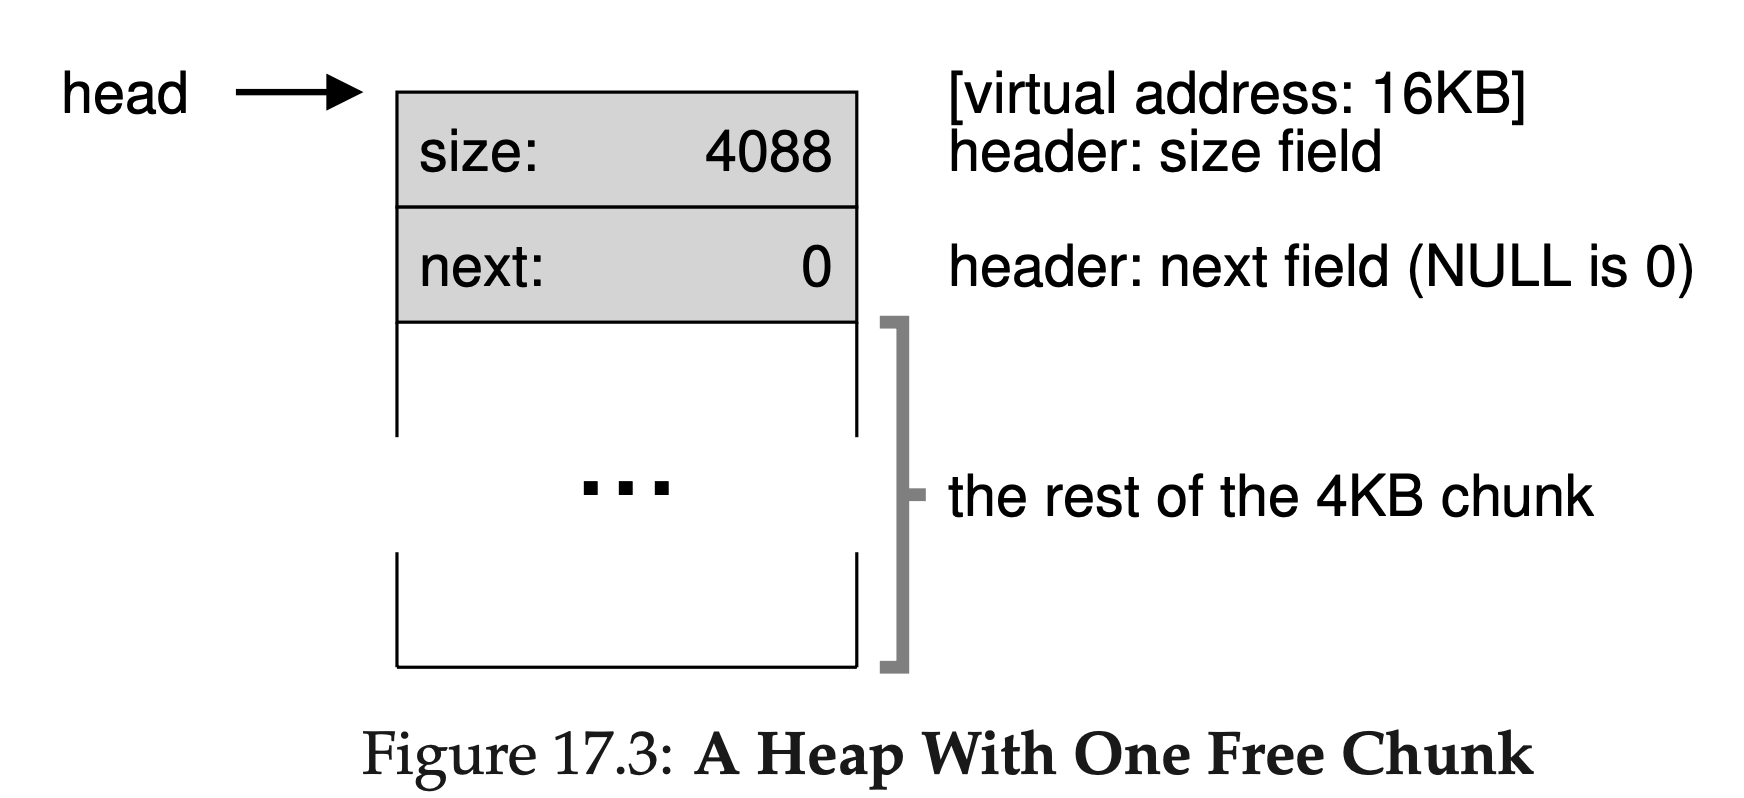 head
[virtual address: 16KB]
size: 4088
header: size field
next: 0
header: next field (NULL is 0)
...
the rest of the 4KB chunk
Figure 17.3: A Heap With One Free Chunk